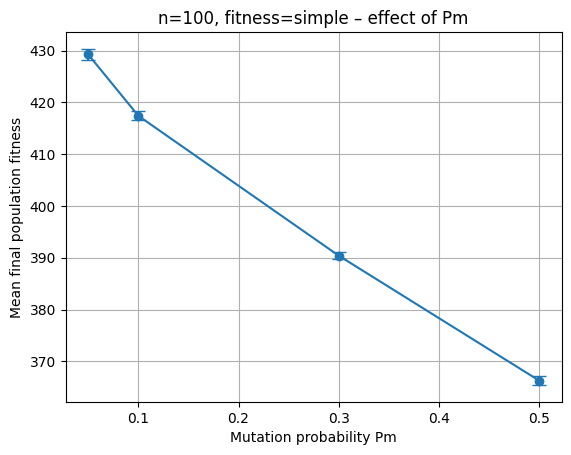 n=100, fitness=simple – effect of Pm
Mean final population fitness
430
420
410
400
390
380
370
0.1 0.2 0.3 0.4 0.5
Mutation probability Pm